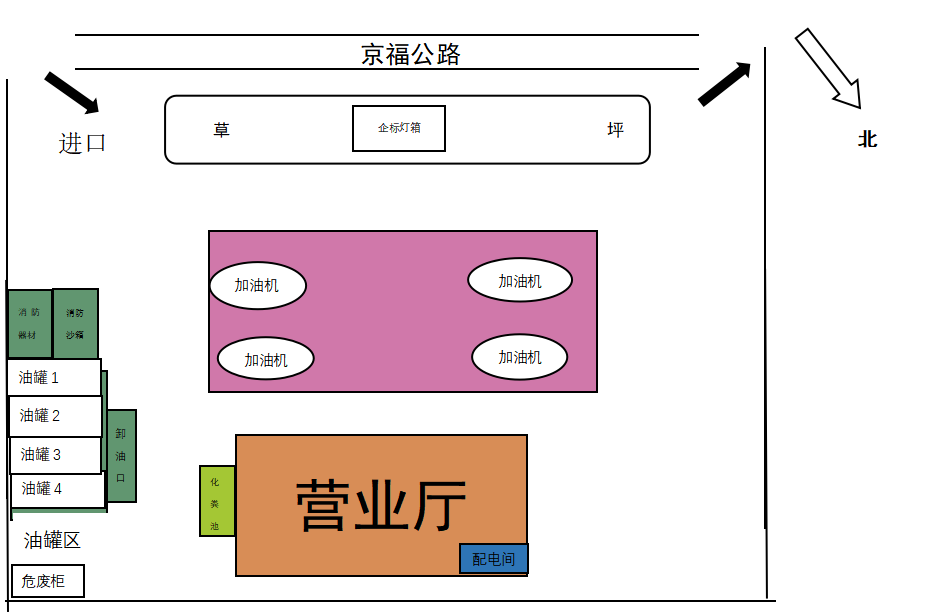 京福公路
进口
草
企标灯箱
坪
北
加油机
加油机
加油机
加油机
消 防
器材
消防
沙箱
油罐 1
油罐 2
油罐 3
油罐 4
卸
油
口
油罐区
危废柜
化
粪
池
营业厅
配电间